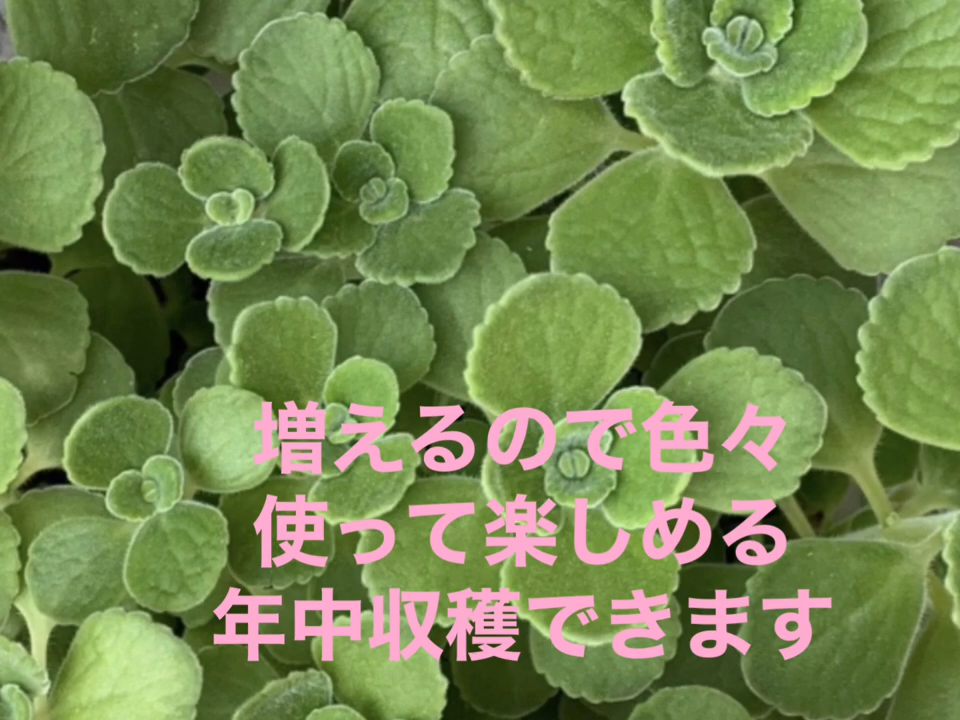 増えるので色々
使って楽しめる
年中収穫できます